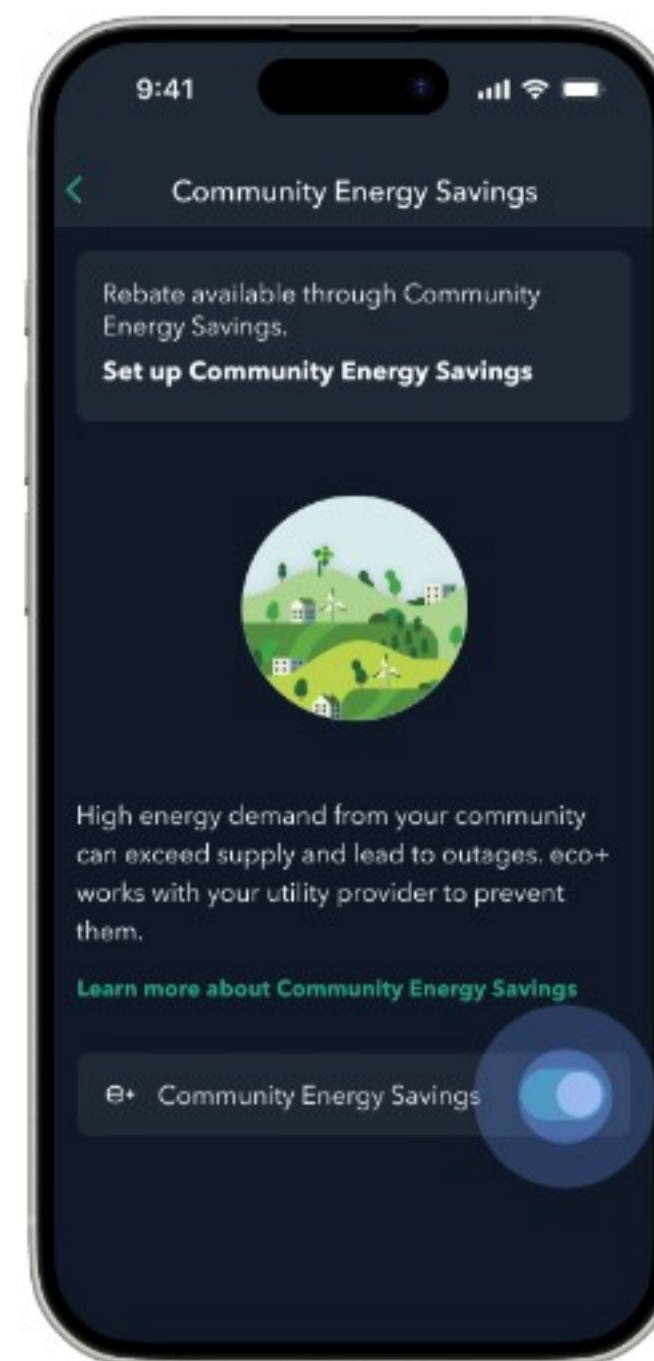 9:41
Community Energy Savings
Rebate available through Community
Energy Savings.
Set up Community Energy Savings
High energy demand from your community
can exceed supply and lead to outages. eco+
works with your utility provider to prevent
them.
Learn more about Community Energy Savings
e+ Community Energy Savings